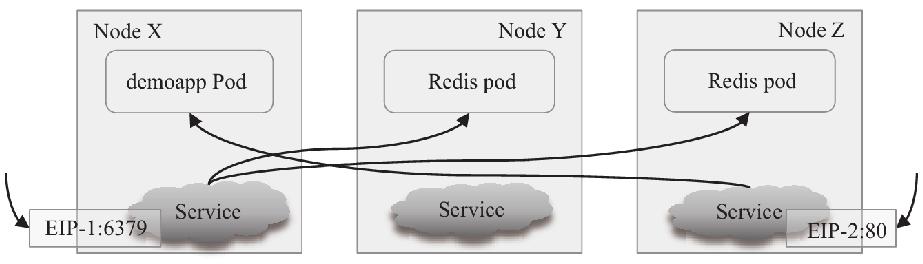 Node X
Node Y
Node Z
demoapp Pod
Redis pod
Redis pod
Service
Service
Service
EIP-1:6379
EIP-2:80